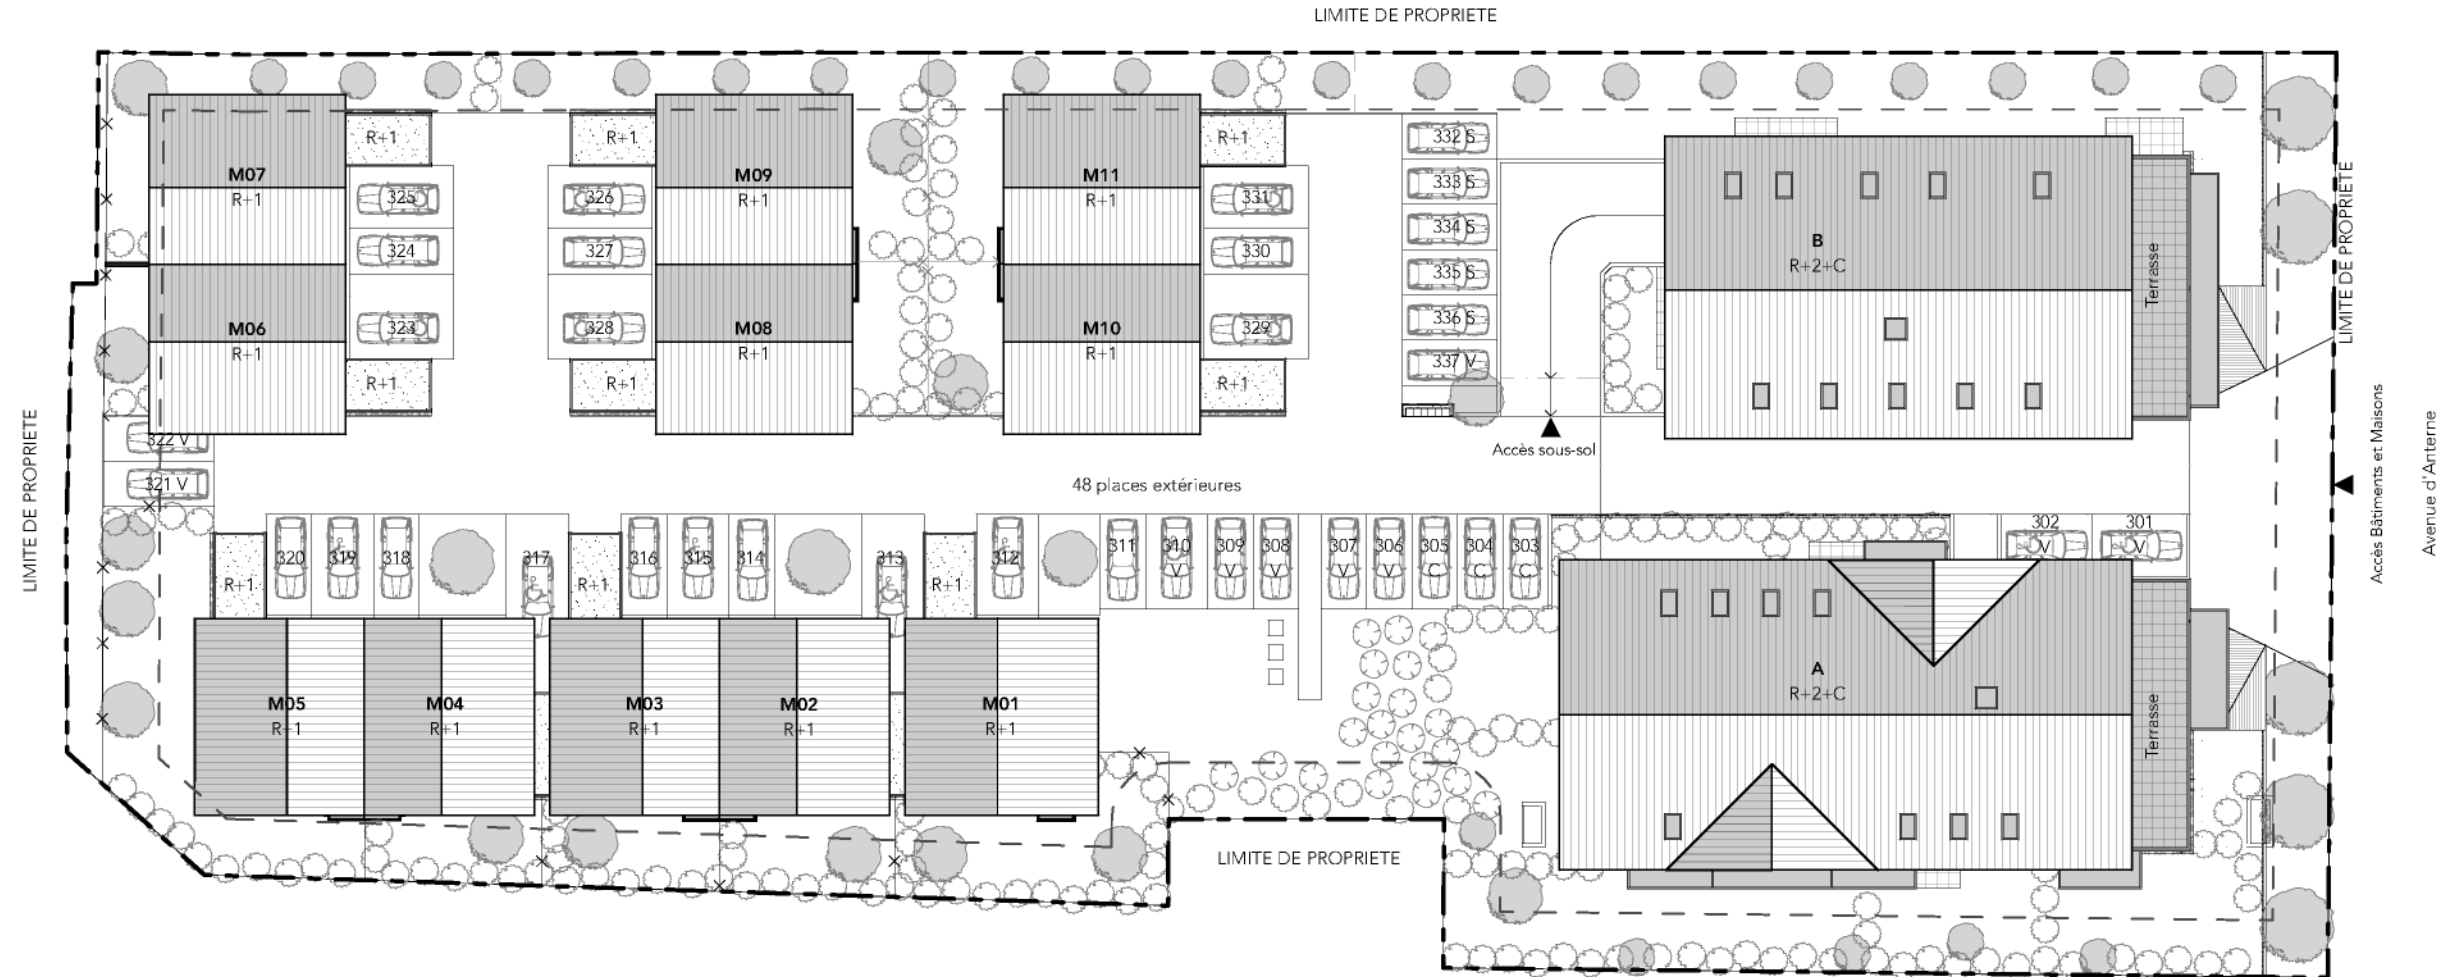 LIMITE DE PROPRIETE
R+1
R+1
R+1
332 S
M07
M09
M11
333 S
R+1
325
326
R+1
R+1
331
334 S
324
327
330
B
R+2+C
Terrasse
335 S
LIMITE DE PROPRIETE
336 S
M06
323
328
M08
M10
329
R+1
R+1
R+1
337 V
R+1
R+1
R+1
322 V
Accès sous-sol
LIMITE DE PROPRIETE
321 V
48 places extérieures
Accès Bâtiments et Maisons
Avenue d'Anterne
302
V
301
V
320
319
318
317
316
315
314
313
312
311
310
V
309
V
308
V
307
V
306
V
305
C
304
C
303
C
R+1
R+1
R+1
A
R+2+C
Terrasse
M05
R+1
M04
R+1
M03
R+1
M02
R+1
M01
R+1
LIMITE DE PROPRIETE